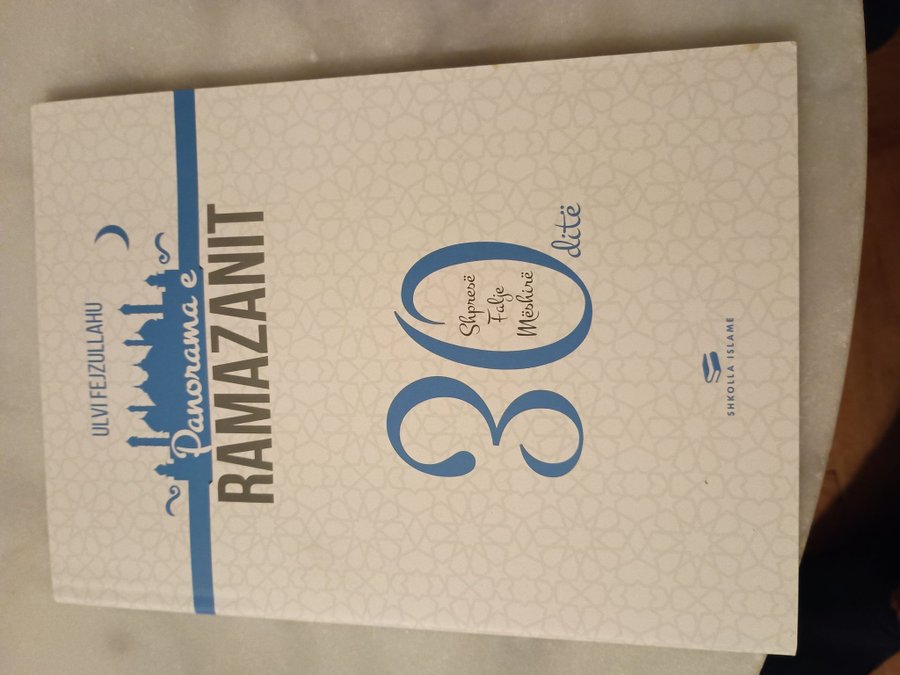 ULVI FEJZULLAHU
Panorama e
RAMAZANIT
30
Shpresë
Falje
Mëshirë
ditë
SHKOLLA ISLAME